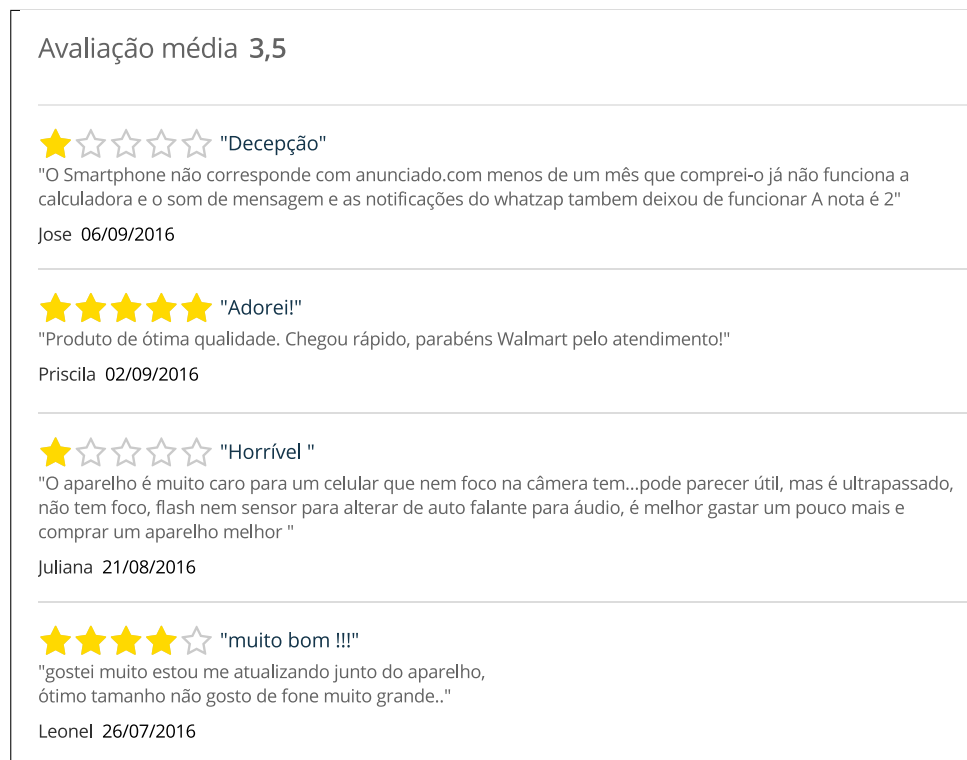 Avaliação média 3,5
"Decepção"
"O Smartphone não corresponde com anunciado.com menos de um mês que comprei-o já não funciona a
calculadora e o som de mensagem e as notificações do whatzap tambem deixou de funcionar A nota é 2"
Jose 06/09/2016
"Adorei!"
"Produto de ótima qualidade. Chegou rápido, parabéns Walmart pelo atendimento!"
Priscila 02/09/2016
"Horrível "
"O aparelho é muito caro para um celular que nem foco na câmera tem...pode parecer útil, mas é ultrapassado,
não tem foco, flash nem sensor para alterar de auto falante para áudio, é melhor gastar um pouco mais e
comprar um aparelho melhor "
Juliana 21/08/2016
"muito bom !!!"
"gostei muito estou me atualizando junto do aparelho,
ótimo tamanho não gosto de fone muito grande.."
Leonel 26/07/2016